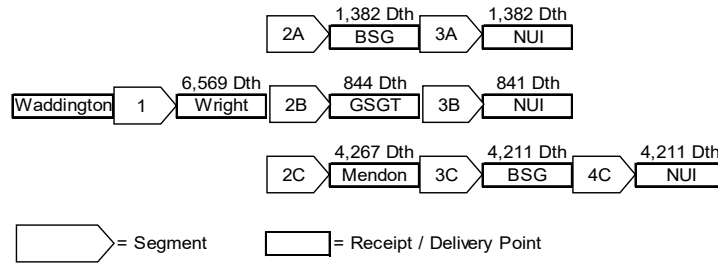 1,382 Dth 1,382 Dth
2A BSG 3A NUI
6,569 Dth 844 Dth 841 Dth
Waddington 1 Wright 2B GSGT 3B NUI
4,267 Dth 4,211 Dth 4,211 Dth
2C Mendon 3C BSG 4C NUI
= Segment = Receipt / Delivery Point